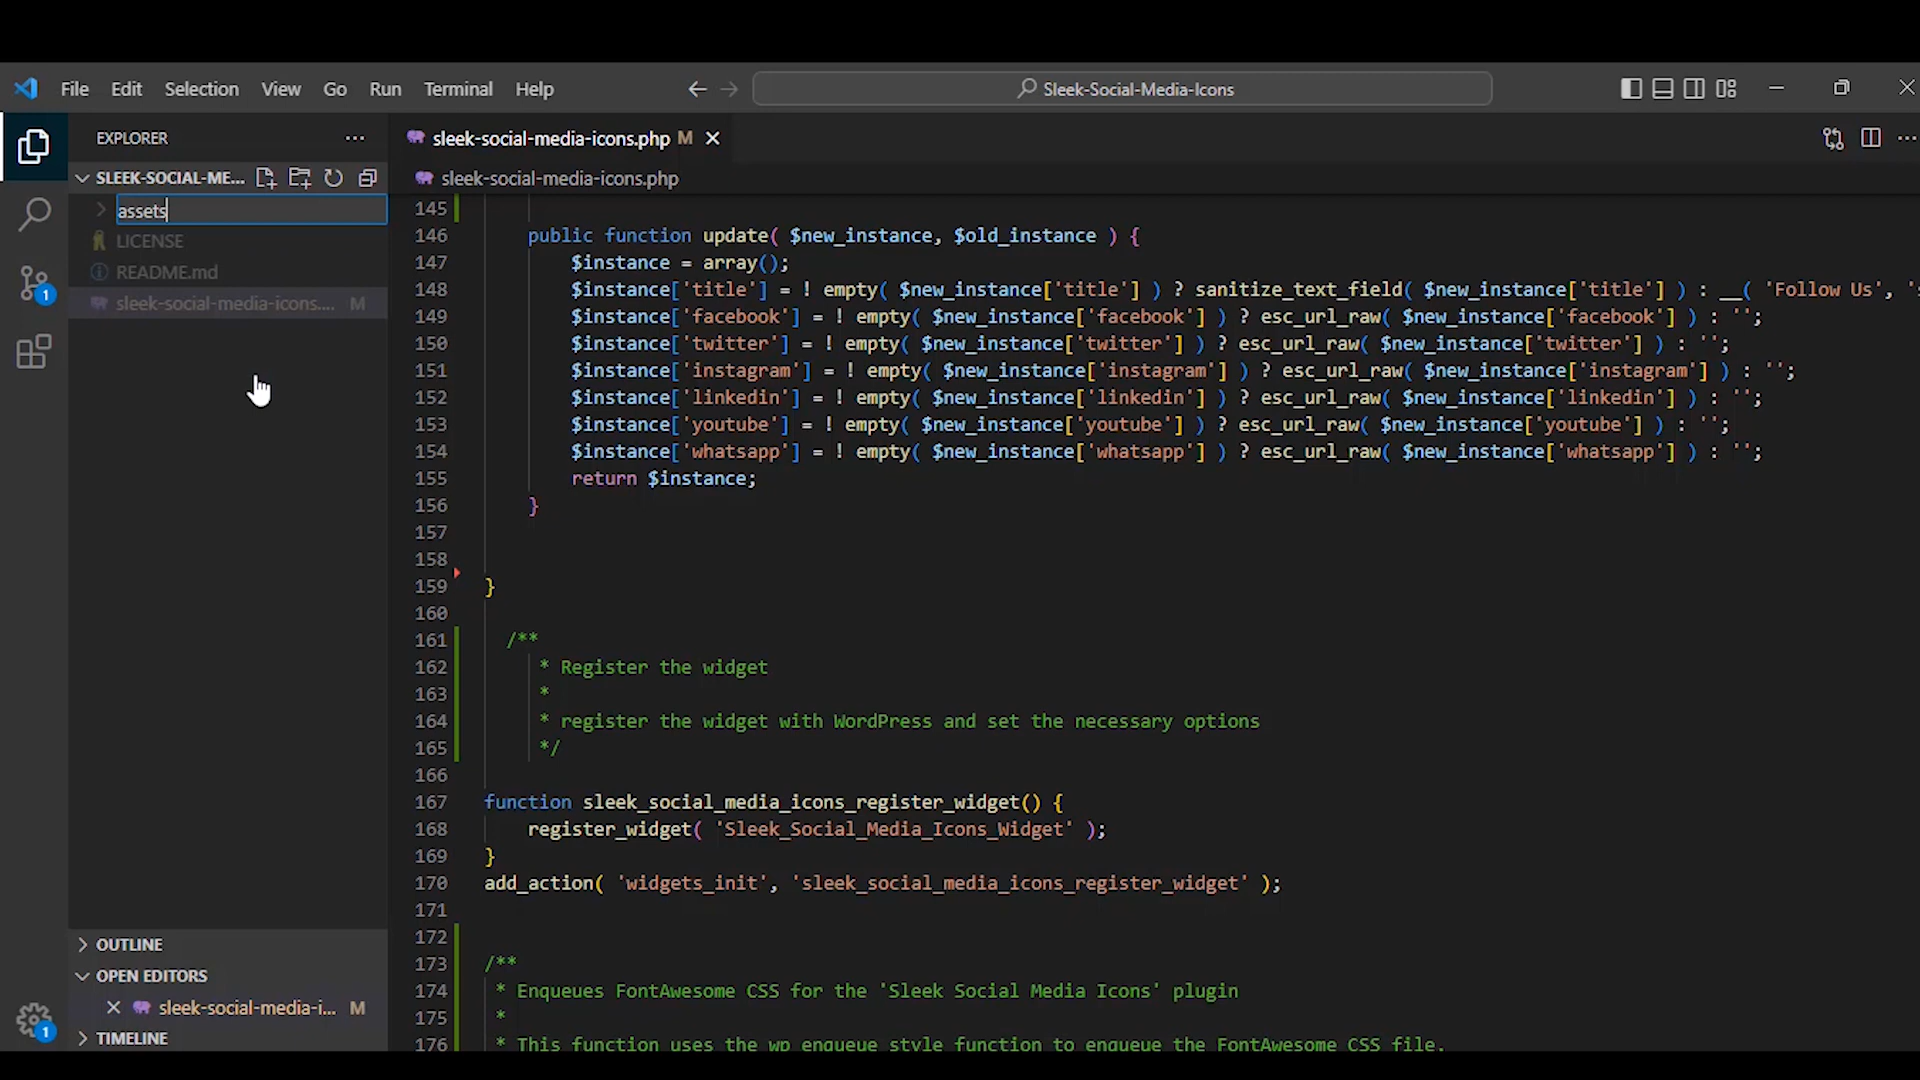 File Edit Selection View Go Run Terminal Help
Sleek-Social-Media-Icons
EXPLORER
SLEEK-SOCIAL-ME...
assets
LICENSE
README.md
sleek-social-media-icons.... M
OUTLINE
OPEN EDITORS
sleek-social-media-i... M
TIMELINE
1
1
sleek-social-media-icons.php M
sleek-social-media-icons.php
145
146 public function update( $new_instance, $old_instance ) {
147 $instance = array();
148 $instance['title'] = ! empty( $new_instance['title'] ) ? sanitize_text_field( $new_instance['title'] ) : __( 'Follow Us', 's
149 $instance['facebook'] = ! empty( $new_instance['facebook'] ) ? esc_url_raw( $new_instance['facebook'] ) : '';
150 $instance['twitter'] = ! empty( $new_instance['twitter'] ) ? esc_url_raw( $new_instance['twitter'] ) : '';
151 $instance['instagram'] = ! empty( $new_instance['instagram'] ) ? esc_url_raw( $new_instance['instagram'] ) : '';
152 $instance['linkedin'] = ! empty( $new_instance['linkedin'] ) ? esc_url_raw( $new_instance['linkedin'] ) : '';
153 $instance['youtube'] = ! empty( $new_instance['youtube'] ) ? esc_url_raw( $new_instance['youtube'] ) : '';
154 $instance['whatsapp'] = ! empty( $new_instance['whatsapp'] ) ? esc_url_raw( $new_instance['whatsapp'] ) : '';
155 return $instance;
156 }
157
158
159 }
160
161 /**
162 * Register the widget
163 *
164 * register the widget with WordPress and set the necessary options
165 */
166
167 function sleek_social_media_icons_register_widget() {
168 register_widget( 'Sleek_Social_Media_Icons_Widget' );
169 }
170 add_action( 'widgets_init', 'sleek_social_media_icons_register_widget' );
171
172
173 /**
174 * Enqueues FontAwesome CSS for the 'Sleek Social Media Icons' plugin
175 *
176 * This function uses the wp_enqueue_style function to enqueue the FontAwesome CSS file.